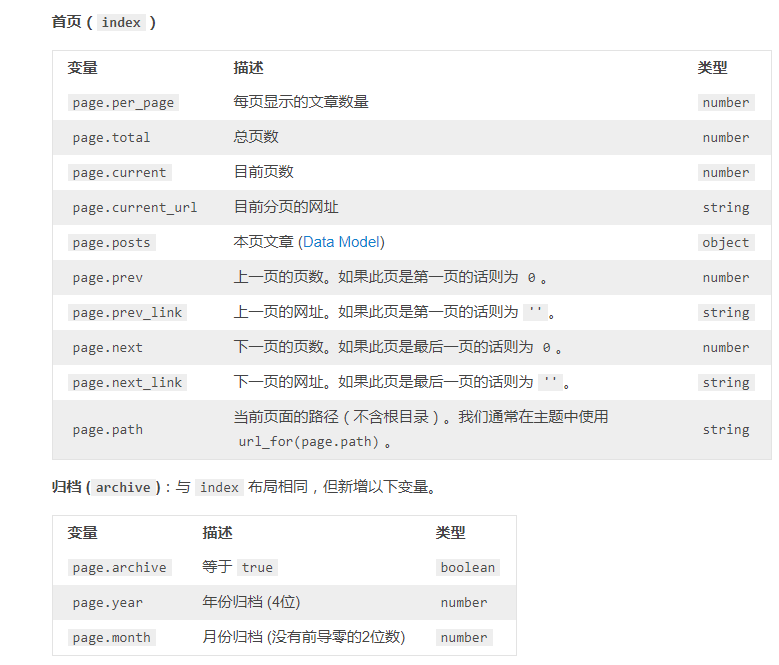 首页 ( index )
变量 描述 类型
page.per_page 每页显示的文章数量 number
page.total 总页数 number
page.current 目前页数 number
page.current_url 目前分页的网址 string
page.posts 本页文章 (Data Model) object
page.prev 上一页的页数。如果此页是第一页的话则为 0 。 number
page.prev_link 上一页的网址。如果此页是第一页的话则为 ''。 string
page.next 下一页的页数。如果此页是最后一页的话则为 0 。 number
page.next_link 下一页的网址。如果此页是最后一页的话则为 ''。 string
当前页面的路径（不含根目录）。我们通常在主题中使用
page.path url_for(page.path) 。 string
归档 ( archive )：与 index 布局相同，但新增以下变量。
变量 描述 类型
page.archive 等于 true boolean
page.year 年份归档 (4位) number
page.month 月份归档 (没有前导零的2位数) number